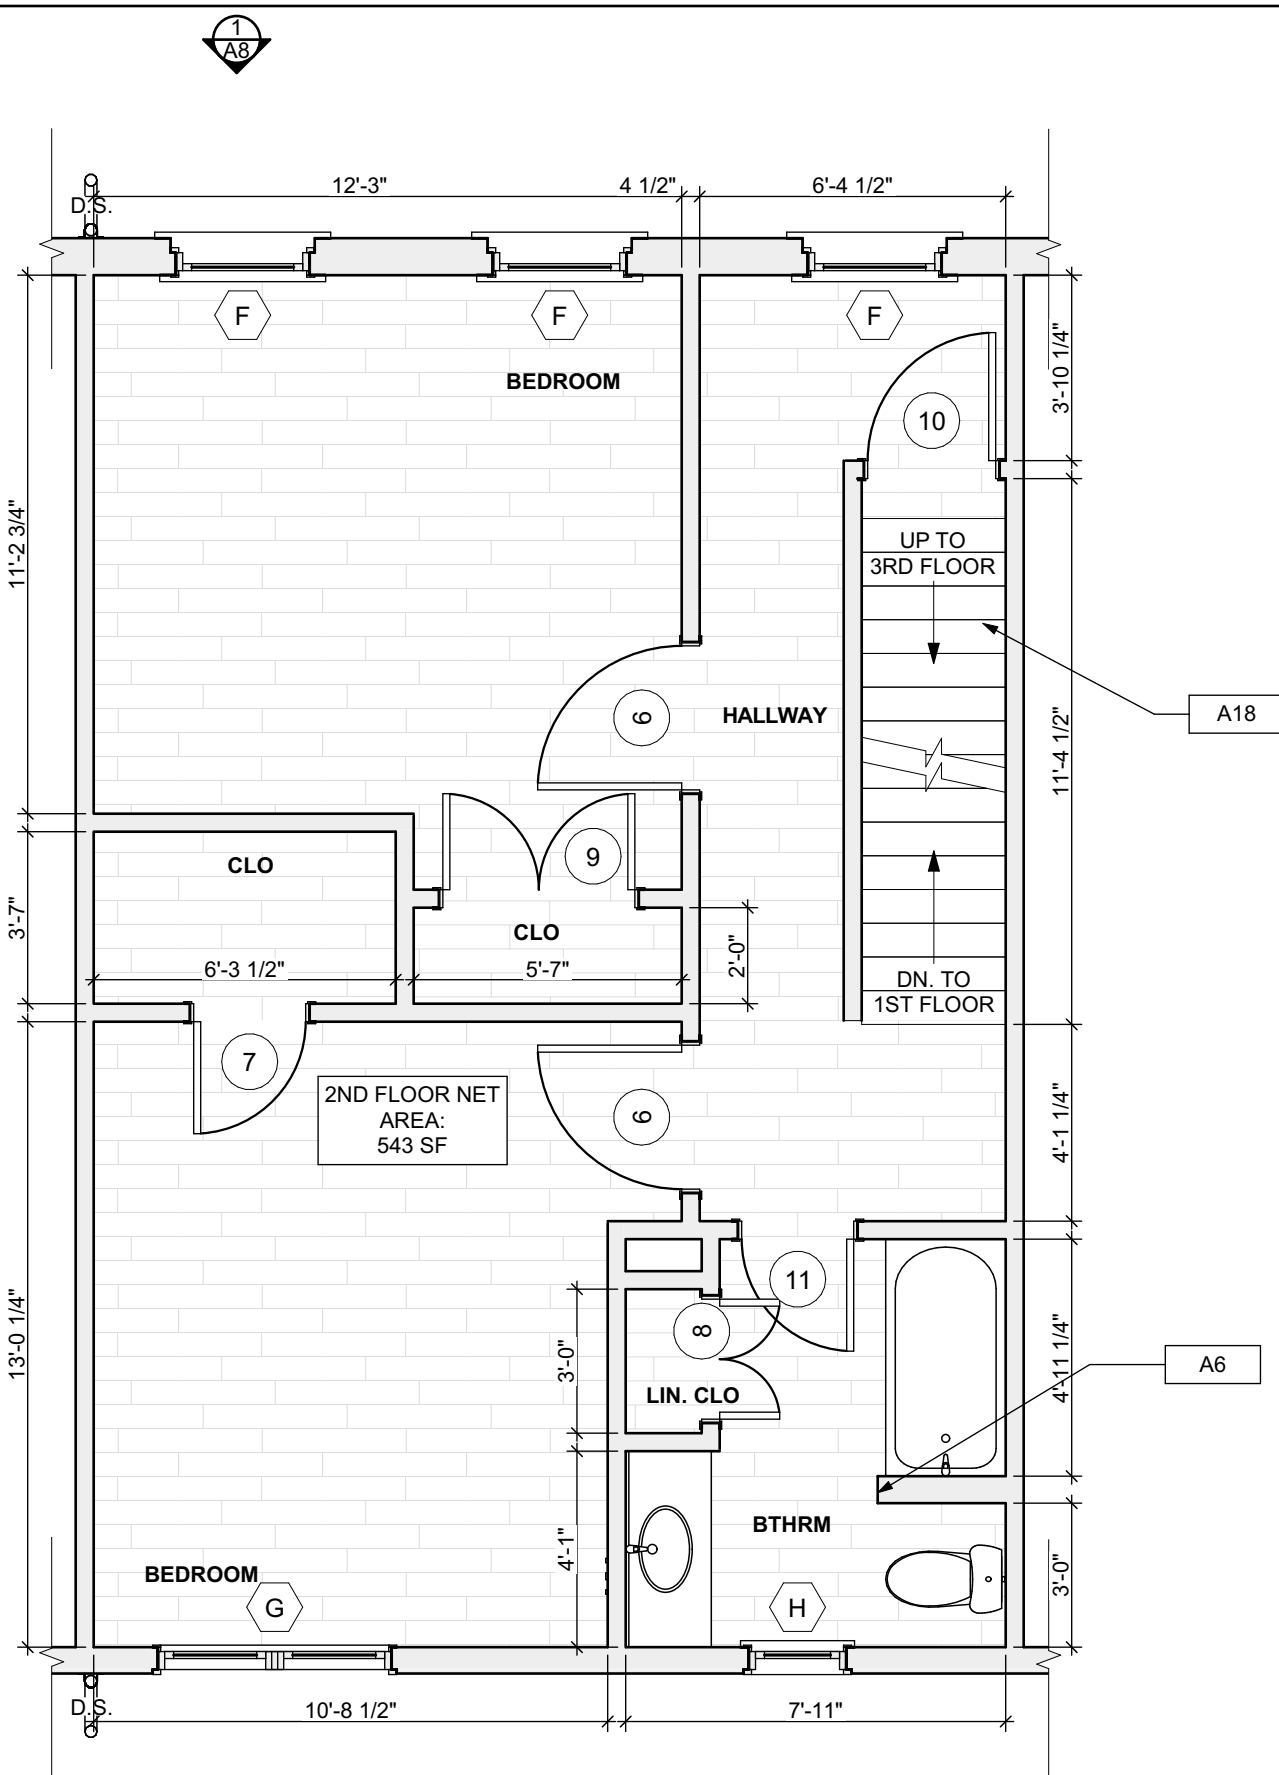 1
A8
12'-3"
4 1/2"
6'-4 1/2"
D.S.
F
F
F
BEDROOM
3'-10 1/4"
10
11'-2 3/4"
UP TO
3RD FLOOR
6
HALLWAY
A18
11'-4 1/2"
9
CLO
3'-7"
CLO
6'-3 1/2"
5'-7"
2'-0"
DN. TO
1ST FLOOR
7
2ND FLOOR NET
AREA:
543 SF
6
4'-1 1/4"
13'-0 1/4"
11
8
3'-0"
4'-11 1/4"
A6
LIN. CLO
BTHRM
4'-1"
3'-0"
BEDROOM
G
H
D.S.
10'-8 1/2"
7'-11"